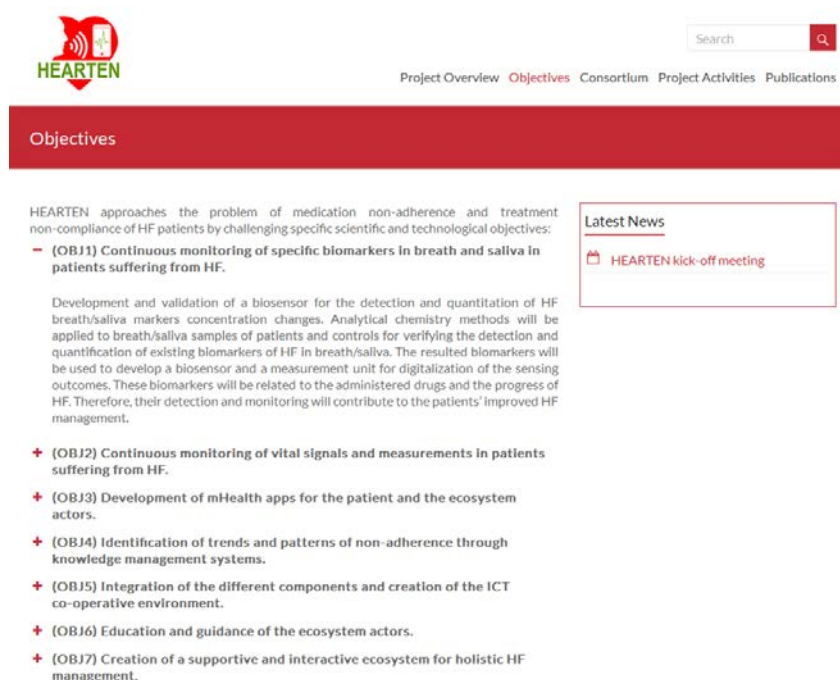 HEARTEN
Search
Project Overview Objectives Consortium Project Activities Publications
Objectives
HEARTEN approaches the problem of medication non-adherence and treatment
non-compliance of HF patients by challenging specific scientific and technological objectives:
(OBJ1) Continuous monitoring of specific biomarkers in breath and saliva in
patients suffering from HF.
Development and validation of a biosensor for the detection and quantitation of HF
breath/saliva markers concentration changes. Analytical chemistry methods will be
applied to breath/saliva samples of patients and controls for verifying the detection and
quantification of existing biomarkers of HF in breath/saliva. The resulted biomarkers will
be used to develop a biosensor and a measurement unit for digitalization of the sensing
outcomes. These biomarkers will be related to the administered drugs and the progress of
HF. Therefore, their detection and monitoring will contribute to the patients' improved HF
management.
(OBJ2) Continuous monitoring of vital signals and measurements in patients
suffering from HF.
(OBJ3) Development of mHealth apps for the patient and the ecosystem
actors.
(OBJ4) Identification of trends and patterns of non-adherence through
knowledge management systems.
(OBJ5) Integration of the different components and creation of the ICT
co-operative environment.
(OBJ6) Education and guidance of the ecosystem actors.
(OBJ7) Creation of a supportive and interactive ecosystem for holistic HF
management.
Latest News
HEARTEN kick-off meeting